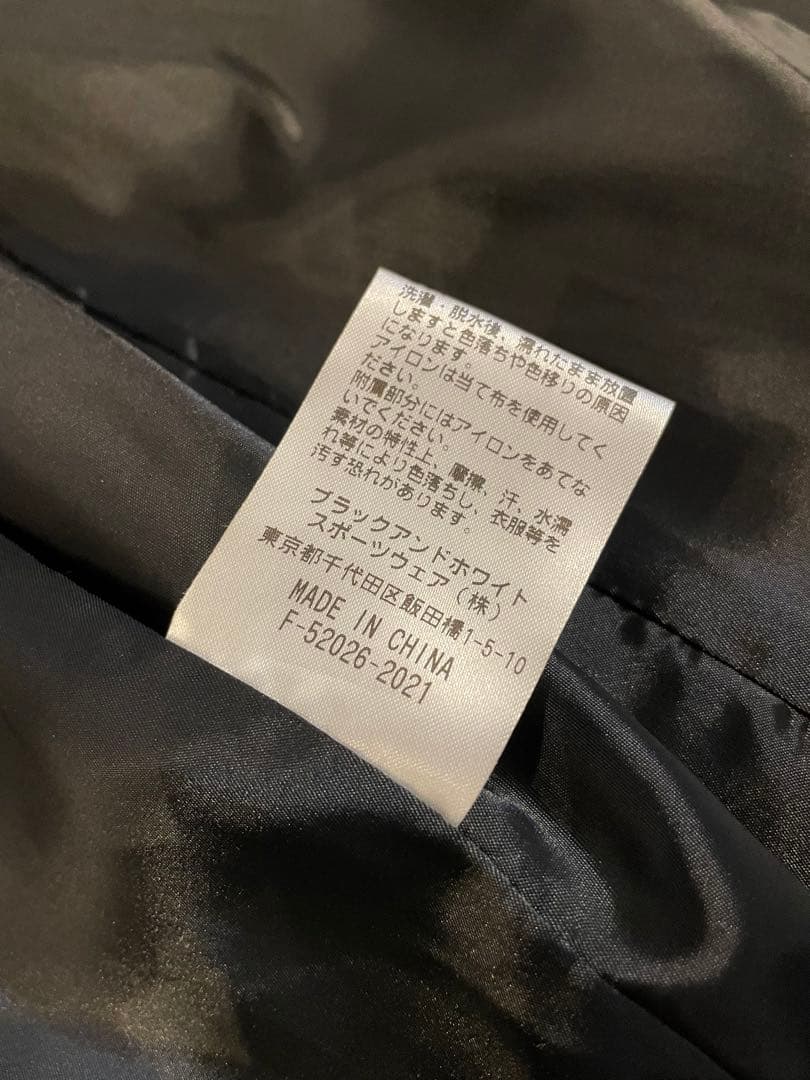 洗濯・脱水後、濡れたまま放置
しますと色落ちや色移りの原因
になります。
アイロンは当て布を使用してく
ださい。
附属部分にはアイロンをあてな
いでください。
素材の特性上、摩擦、汗、水濡
れ等により色落ちし、衣服等を
汚す恐れがあります。
ブラックアンドホワイト
スポーツウェア(株)
東京都千代田区飯田橋1-5-10
MADE IN CHINA
F-52026-2021